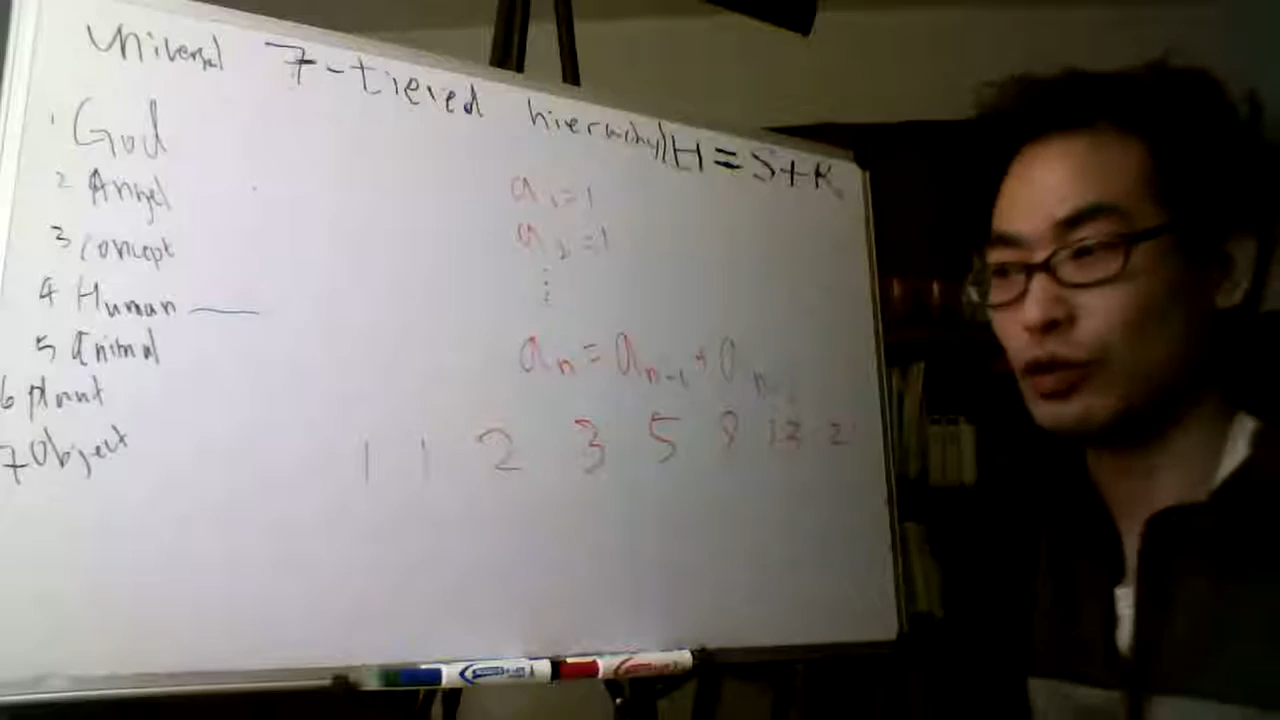 universal 7-tiered hierarchy H = S+K
1 God
2 Angel
3 concept
4 Human
5 animal
6 plant
7 Object
a1 = 1
a2 = 1
⋮
an = an-1 + an
1 1 2 3 5 8 13 21